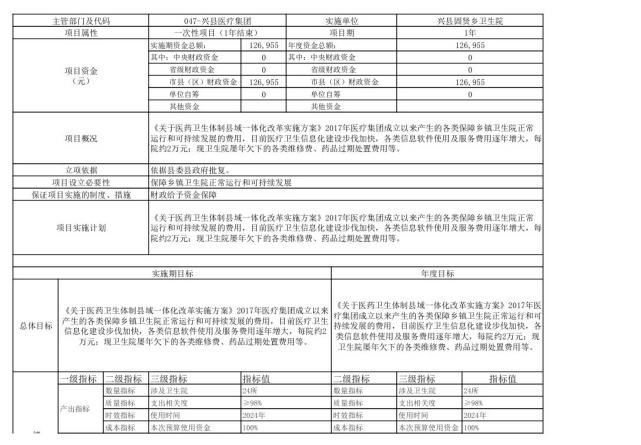 主管部门及代码 047-兴县医疗集团 实施单位 兴县固贤乡卫生院
项目属性 一次性项目（1年结束） 项目期 1年
项目资金（元） 实施期资金总额： 126,955 年度资金总额： 126,955
其中：中央财政资金 0 其中：中央财政资金 0
省级财政资金 0 省级财政资金 0
市县（区）财政资金 126,955 市县（区）财政资金 126,955
单位自筹 0 单位自筹 0
其他资金 其他资金
项目概况
《关于医药卫生体制县域一体化改革实施方案》2017年医疗集团成立以来产生的各类保障乡镇卫生院正常
运行和可持续发展的费用，目前医疗卫生信息化建设步伐加快，各类信息软件使用及服务费用逐年增大，每
院约2万元；现卫生院屡年欠下的各类维修费、药品过期处置费用等。
立项依据 依据县委县政府批复。
项目设立必要性 保障乡镇卫生院正常运行和可持续发展
保证项目实施的制度、措施 财政给予资金保障
项目实施计划
《关于医药卫生体制县域一体化改革实施方案》2017年医疗集团成立以来产生的各类保障乡镇卫生院正常
运行和可持续发展的费用，目前医疗卫生信息化建设步伐加快，各类信息软件使用及服务费用逐年增大，每
院约2万元；现卫生院屡年欠下的各类维修费、药品过期处置费用等。
实施期目标 年度目标
总体目标
《关于医药卫生体制县域一体化改革实施方案》2017年医疗集团成立以来
产生的各类保障乡镇卫生院正常运行和可持续发展的费用，目前医疗卫生
信息化建设步伐加快，各类信息软件使用及服务费用逐年增大，每院约2
万元；现卫生院屡年欠下的各类维修费、药品过期处置费用等。
《关于医药卫生体制县域一体化改革实施方案》2017年医
疗集团成立以来产生的各类保障乡镇卫生院正常运行和可
持续发展的费用，目前医疗卫生信息化建设步伐加快，各
类信息软件使用及服务费用逐年增大，每院约2万元；现卫
生院屡年欠下的各类维修费、药品过期处置费用等。
一级指标 二级指标 三级指标 指标值 二级指标 三级指标 指标值
产出指标 数量指标 涉及卫生院 24所 数量指标 涉及卫生院 24所
质量指标 支出相关度 ≥98% 质量指标 支出相关度 ≥98%
时效指标 使用时间 2024年 时效指标 使用时间 2024年
成本指标 本次预算使用资金 100% 成本指标 本次预算使用资金 100%